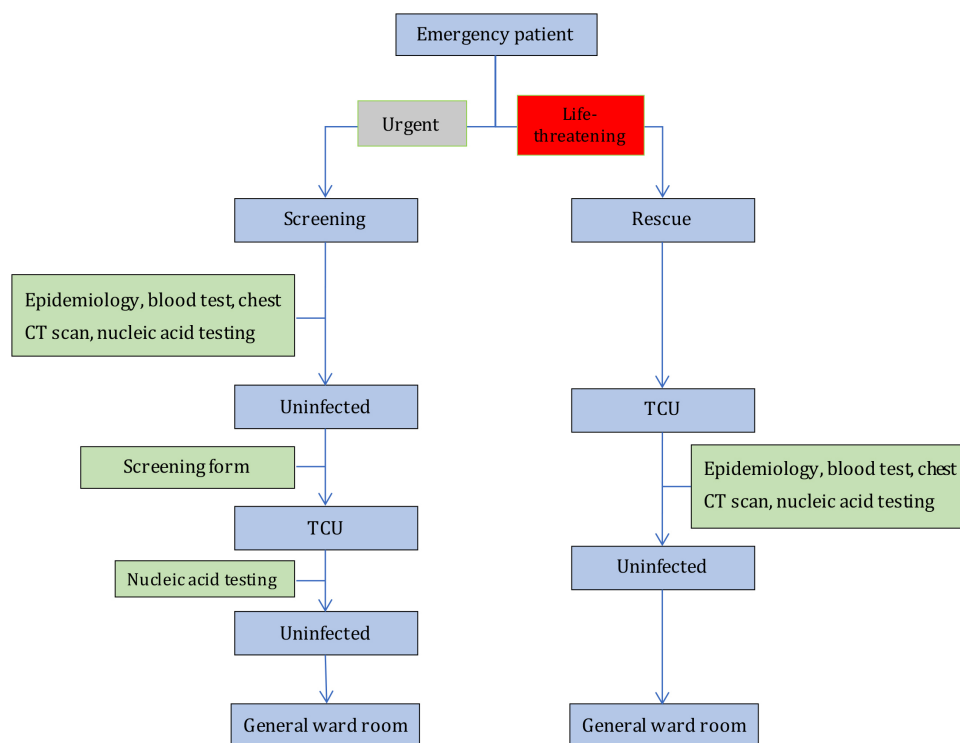 Emergency patient
Urgent
Life-
threatening
Screening
Rescue
Epidemiology, blood test, chest
CT scan, nucleic acid testing
Uninfected
TCU
Screening form
Epidemiology, blood test, chest
CT scan, nucleic acid testing
TCU
Uninfected
Nucleic acid testing
Uninfected
General ward room
General ward room